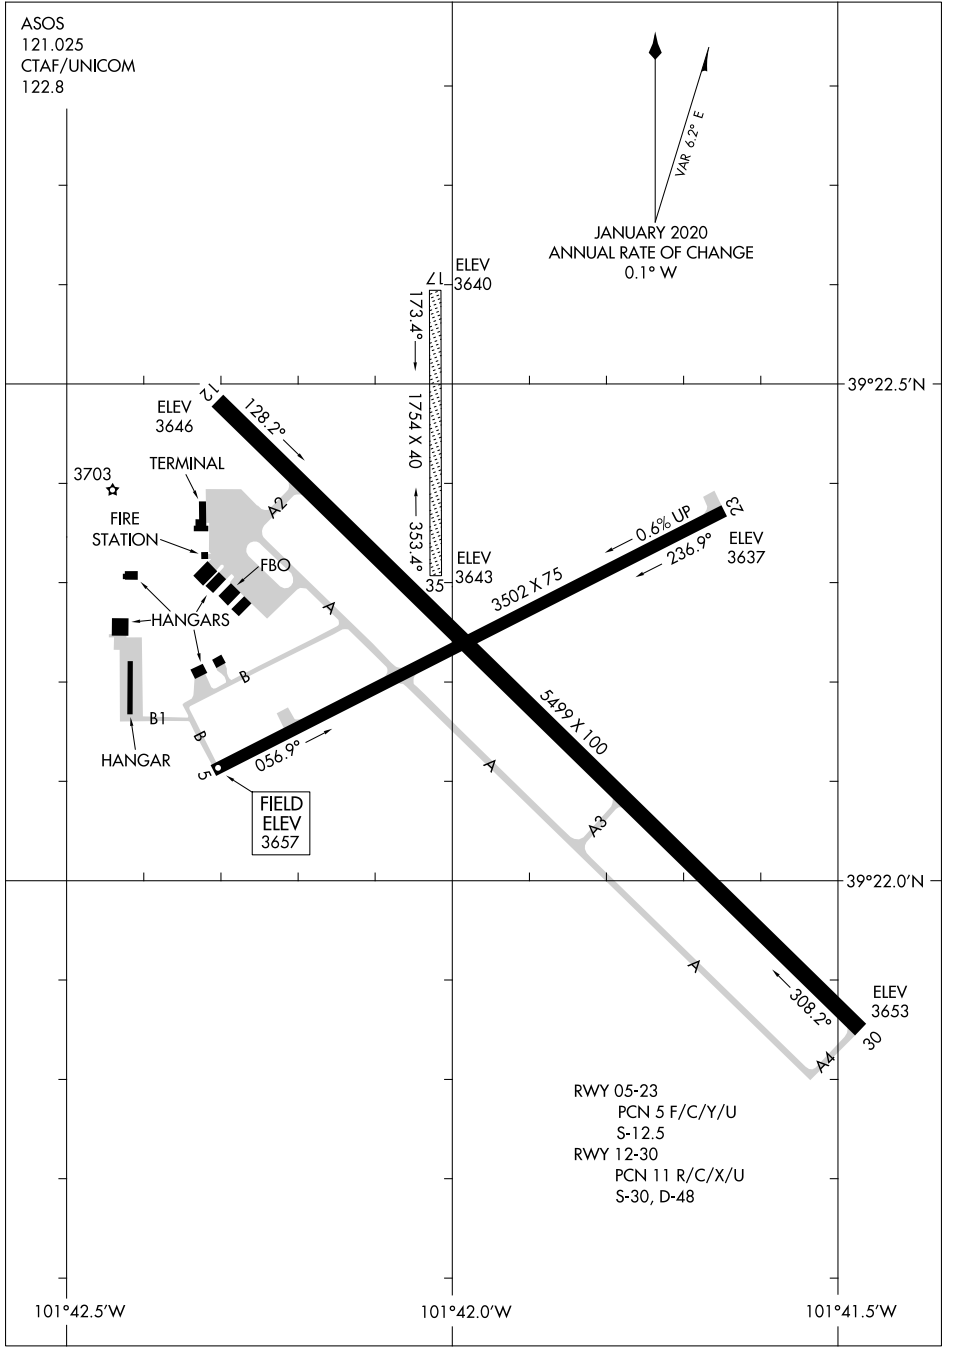 ASOS
121.025
CTAF/UNICOM
122.8
VAR 6.2° E
JANUARY 2020
ANNUAL RATE OF CHANGE
0.1° W
ELEV
3640
17
173.4°
1754 X 40
353.4°
35
ELEV
3643
39°22.5'N
12
128.2°
ELEV
3646
TERMINAL
3703
FIRE
STATION
A2
FBO
HANGARS
A
B
B1
B
HANGAR
5
056.9°
FIELD
ELEV
3657
3502 X 75
0.6% UP
236.9°
23
ELEV
3637
5499 X 100
A
A3
39°22.0'N
A
308.2°
ELEV
3653
30
A4
RWY 05-23
PCN 5 F/C/Y/U
S-12.5
RWY 12-30
PCN 11 R/C/X/U
S-30, D-48
101°42.5'W
101°42.0'W
101°41.5'W